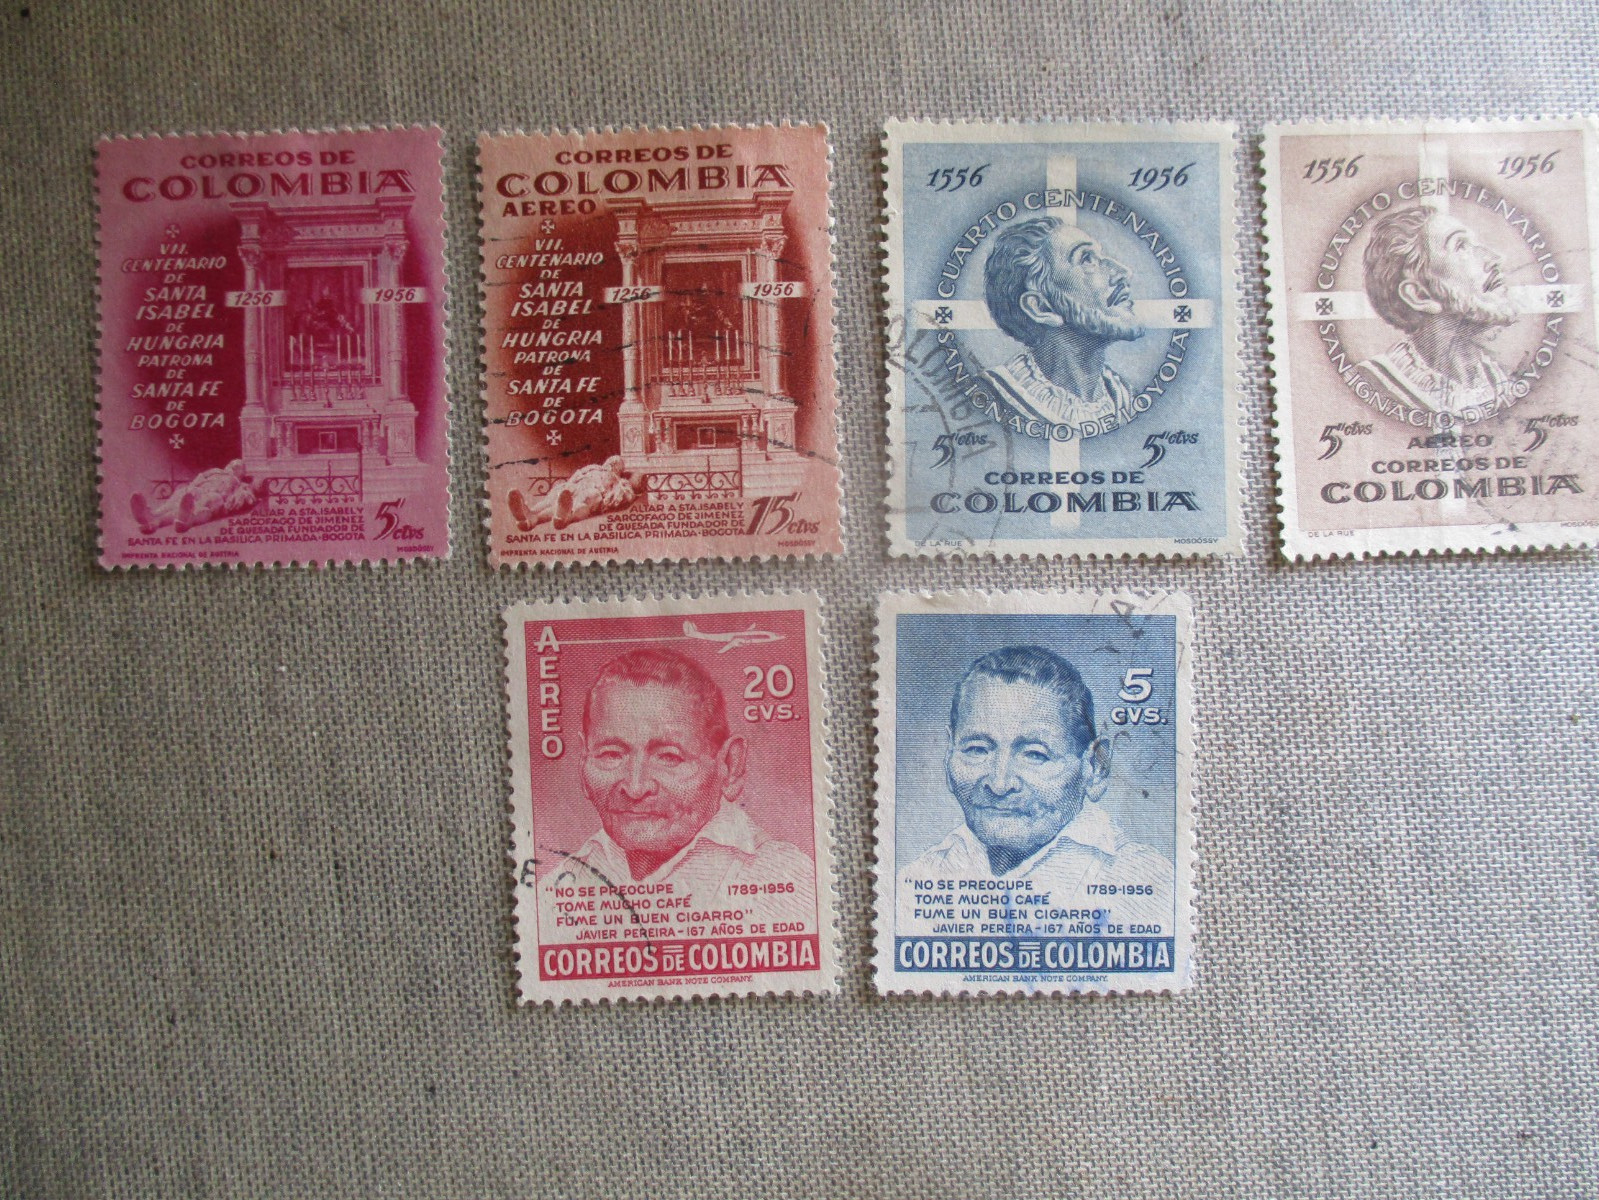 CORREOS DE
COLOMBIA
VII.
CENTENARIO
DE
SANTA
ISABEL
DE
HUNGRIA
PATRONA
DE
SANTA FE
DE
BOGOTA
1256 1956
ALTAR A STA.ISABEL Y
SARCOFAGO DE JIMENEZ
DE QUESADA FUNDADOR DE
SANTA FE EN LA BASILICA PRIMADA-BOGOTA
5 ctvs
IMPRENTA NACIONAL DE AUSTRIA MOSDÓSSY
CORREOS DE
COLOMBIA
AEREO
VII.
CENTENARIO
DE
SANTA
ISABEL
DE
HUNGRIA
PATRONA
DE
SANTA FE
DE
BOGOTA
1256 1956
ALTAR A STA.ISABEL Y
SARCOFAGO DE JIMENEZ
DE QUESADA FUNDADOR DE
SANTA FE EN LA BASILICA PRIMADA-BOGOTA
15 ctvs
IMPRENTA NACIONAL DE AUSTRIA MOSDÓSSY
1556 1956
CUARTO CENTENARIO
SAN IGNACIO DE LOYOLA
5 ctvs 5 ctvs
CORREOS DE
COLOMBIA
DE LA RUE MOSDÓSSY
OLOMBIA
1556 1956
CUARTO CENTENARIO
SAN IGNACIO DE LOYOLA
5 ctvs 5 ctvs
AEREO
CORREOS DE
COLOMBIA
DE LA RUE MOSDÓSSY
AEREO
20
CVS.
"NO SE PREOCUPE 1789-1956
TOME MUCHO CAFÉ
FUME UN BUEN CIGARRO"
JAVIER PEREIRA-167 AÑOS DE EDAD
CORREOS DE COLOMBIA
AMERICAN BANK NOTE COMPANY.
5
CVS.
"NO SE PREOCUPE 1789-1956
TOME MUCHO CAFÉ
FUME UN BUEN CIGARRO"
JAVIER PEREIRA-167 AÑOS DE EDAD
CORREOS DE COLOMBIA
AMERICAN BANK NOTE COMPANY.